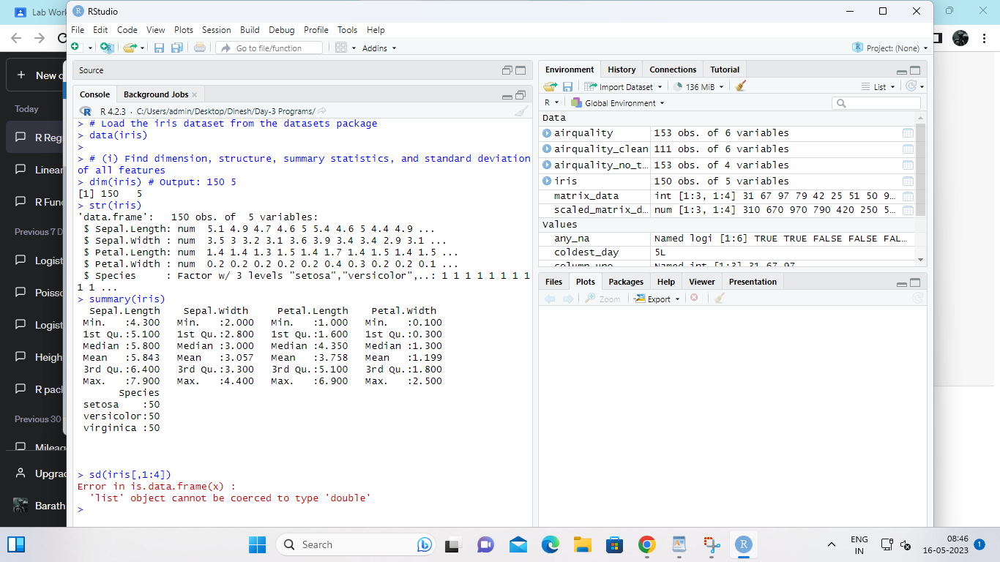 Lab Work
RStudio
File Edit Code View Plots Session Build Debug Profile Tools Help
Go to file/function
Addins
Project: (None)
New c
Today
R Reg
Linear
R Fun
Previous 7 D
Logist
Poisso
Logist
Heigh
R pack
Previous 30
Mileag
Upgra
Barath
Source
Console Background Jobs
R 4.2.3 · C:/Users/admin/Desktop/Dinesh/Day-3 Programs/
> # Load the iris dataset from the datasets package
> data(iris)
>
> # (i) Find dimension, structure, summary statistics, and standard deviation
of all features
> dim(iris) # Output: 150 5
[1] 150   5
> str(iris)
'data.frame':   150 obs. of  5 variables:
 $ Sepal.Length: num  5.1 4.9 4.7 4.6 5 5.4 4.6 5 4.4 4.9 ...
 $ Sepal.Width : num  3.5 3 3.2 3.1 3.6 3.9 3.4 3.4 2.9 3.1 ...
 $ Petal.Length: num  1.4 1.4 1.3 1.5 1.4 1.7 1.4 1.5 1.4 1.5 ...
 $ Petal.Width : num  0.2 0.2 0.2 0.2 0.2 0.4 0.3 0.2 0.2 0.1 ...
 $ Species     : Factor w/ 3 levels "setosa","versicolor",..: 1 1 1 1 1 1 1 1
1 1 ...
> summary(iris)
  Sepal.Length    Sepal.Width     Petal.Length    Petal.Width
 Min.   :4.300   Min.   :2.000   Min.   :1.000   Min.   :0.100
 1st Qu.:5.100   1st Qu.:2.800   1st Qu.:1.600   1st Qu.:0.300
 Median :5.800   Median :3.000   Median :4.350   Median :1.300
 Mean   :5.843   Mean   :3.057   Mean   :3.758   Mean   :1.199
 3rd Qu.:6.400   3rd Qu.:3.300   3rd Qu.:5.100   3rd Qu.:1.800
 Max.   :7.900   Max.   :4.400   Max.   :6.900   Max.   :2.500
       Species
 setosa    :50
 versicolor:50
 virginica :50
> sd(iris[,1:4])
Error in is.data.frame(x) :
  'list' object cannot be coerced to type 'double'
>
Environment History Connections Tutorial
Import Dataset 136 MiB List
R Global Environment
Data
airquality 153 obs. of 6 variables
airquality_clean 111 obs. of 6 variables
airquality_no_t… 153 obs. of 4 variables
iris 150 obs. of 5 variables
matrix_data int [1:3, 1:4] 31 67 97 79 42 25 51 50 9…
scaled_matrix_d… num [1:3, 1:4] 310 670 970 790 420 250 5…
Values
any_na Named logi [1:6] TRUE TRUE FALSE FALSE FAL…
coldest_day 5L
column_one Named int [1:3] 31 67 97
Files Plots Packages Help Viewer Presentation
Zoom Export
Search
ENG
IN
08:46
16-05-2023
1